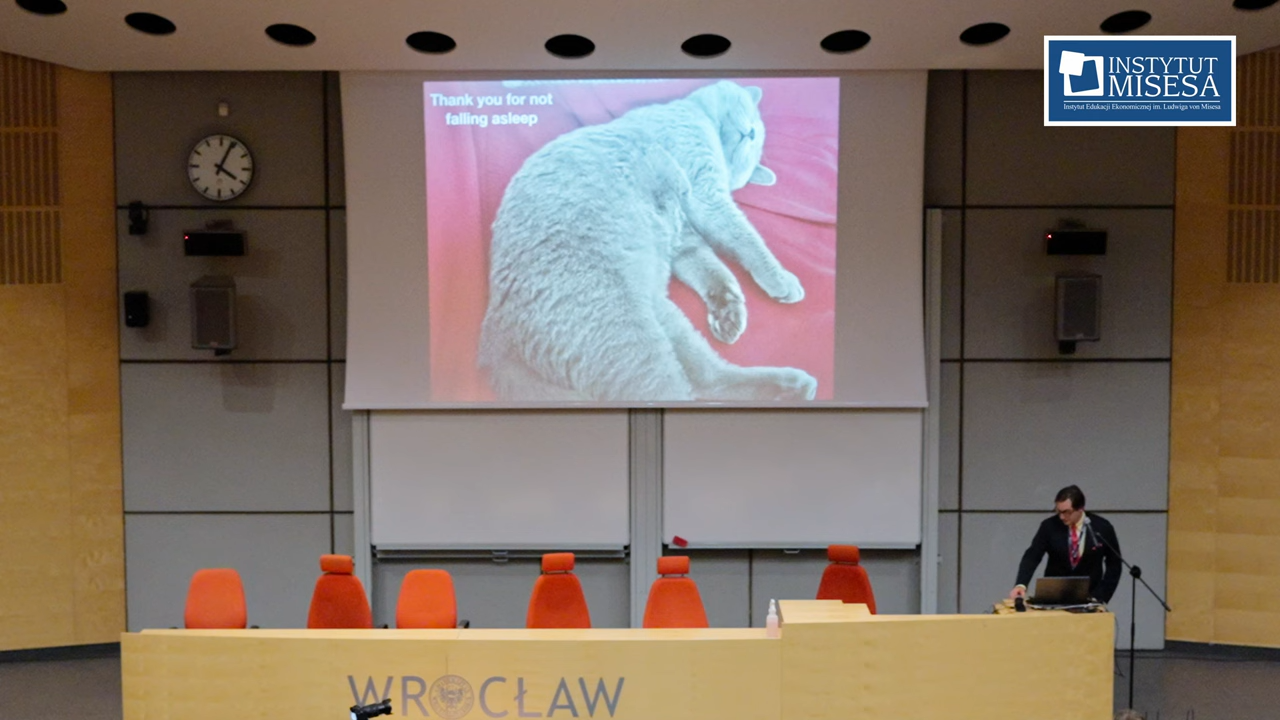 Thank you for not
falling asleep
INSTYTUT
MISESA
Instytut Edukacji Ekonomicznej im. Ludwiga von Misesa
WROCŁAW